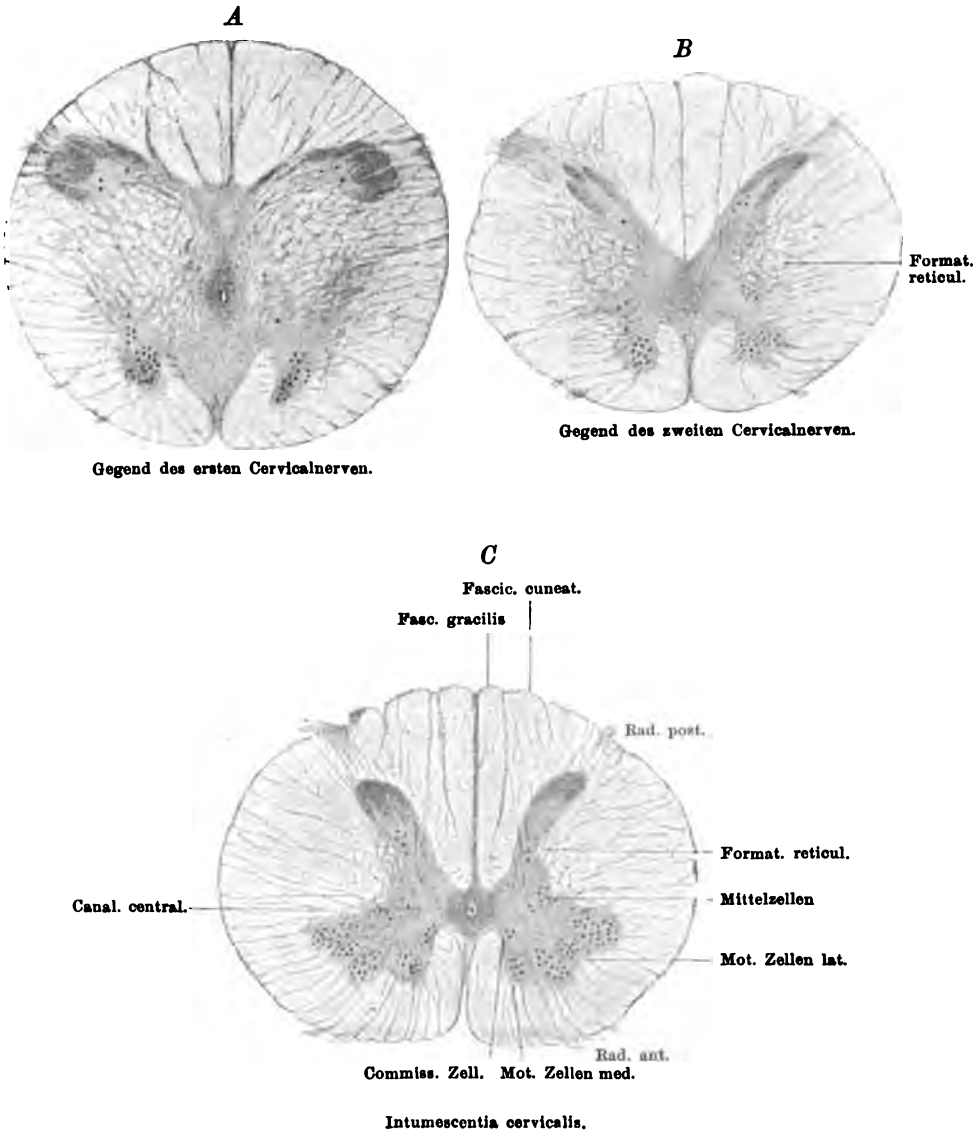 A
B
Format.
reticul.
Gegend des zweiten Cervicalnerven.
Gegend des ersten Cervicalnerven.
C
Fascic. cuneat.
Fasc. gracilis
Rad. post.
Format. reticul.
Canal. central.
Mittelzellen
Mot. Zellen lat.
Rad. ant.
Commiss. Zell. Mot. Zellen med.
Intumescentia cervicalis.